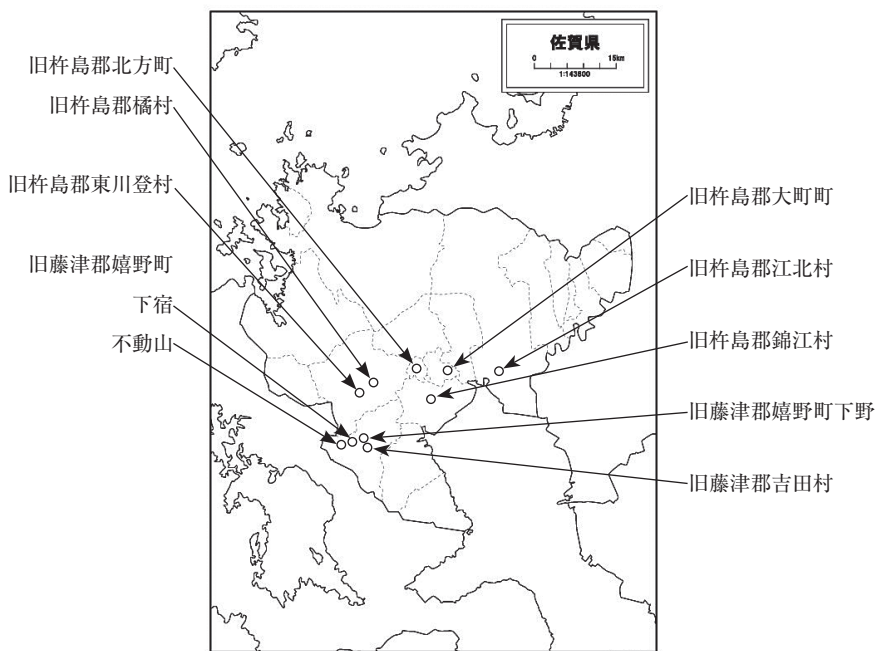 佐賀県
0 15km
1:143600
旧杵島郡北方町
旧杵島郡橘村
旧杵島郡東川登村
旧藤津郡嬉野町
下宿
不動山
旧杵島郡大町町
旧杵島郡江北村
旧杵島郡錦江村
旧藤津郡嬉野町下野
旧藤津郡吉田村